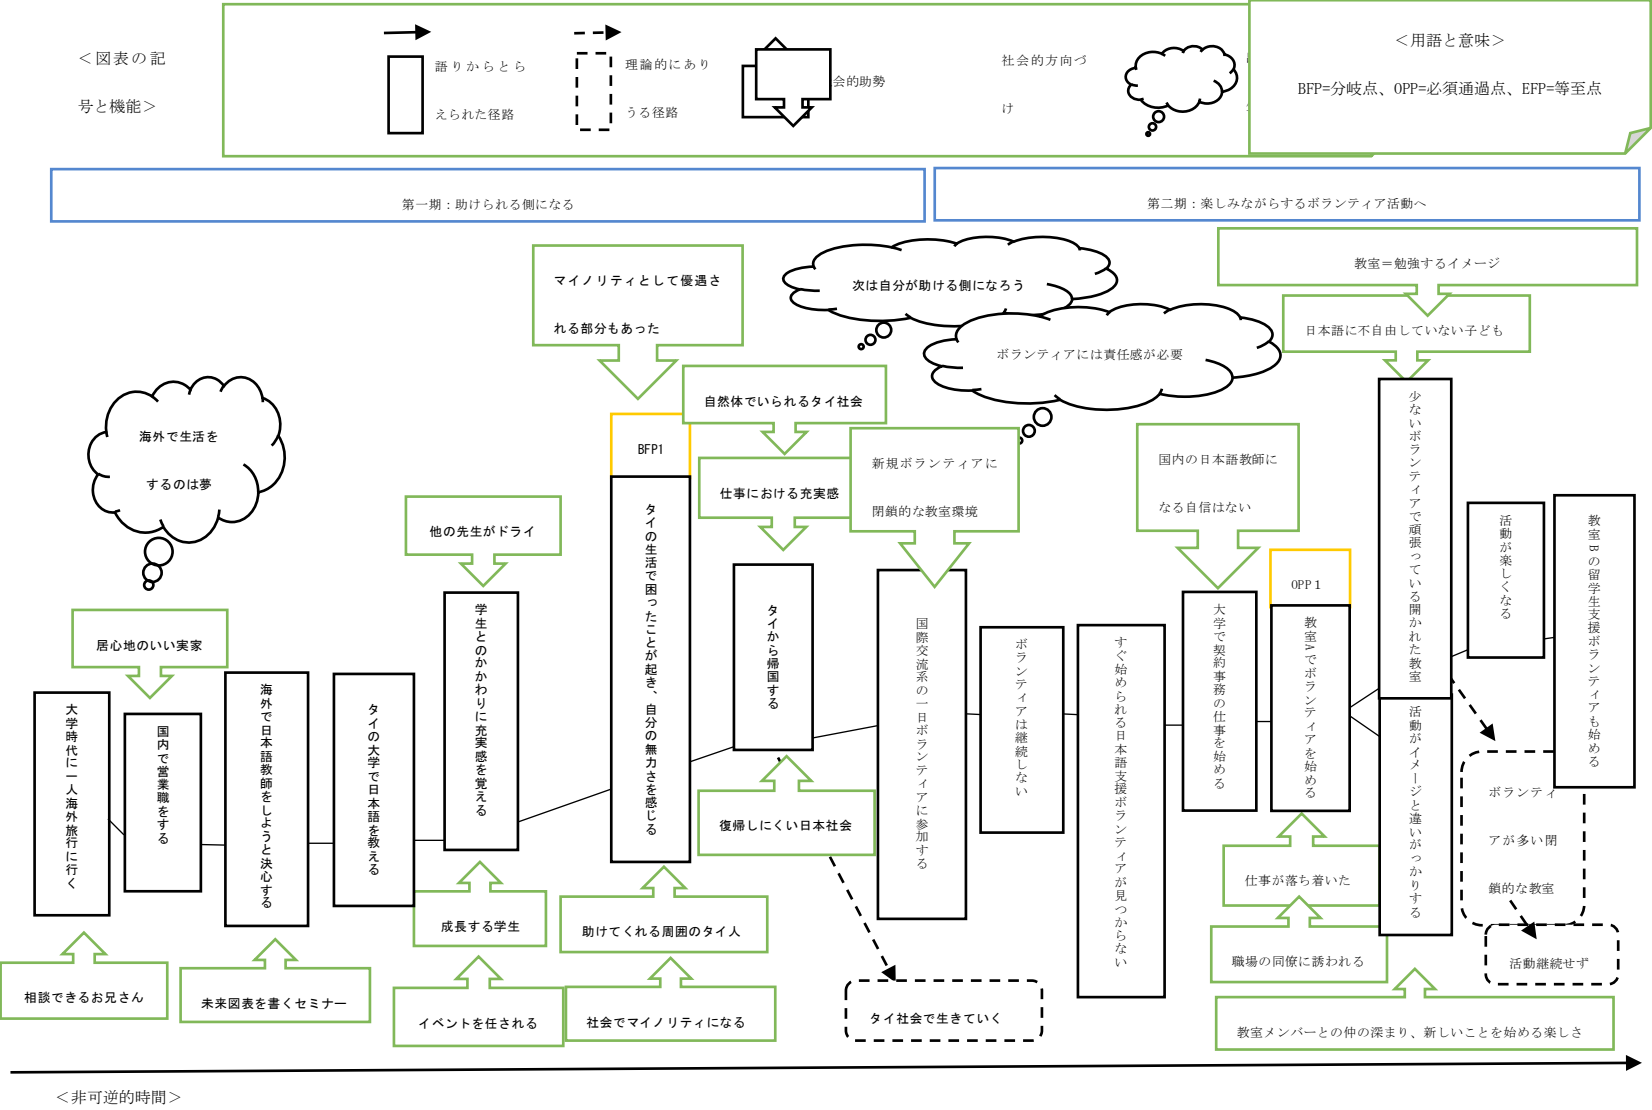 ＜図表の記
号と機能＞
語りからとら
えられた径路
理論的にあり
うる径路
会的助勢
社会的方向づ
け
＜用語と意味＞
BFP=分岐点、OPP=必須通過点、EFP=等至点
第一期：助けられる側になる
第二期：楽しみながらするボランティア活動へ
海外で生活を
するのは夢
居心地のいい実家
大学時代に一人海外旅行に行く
相談できるお兄さん
国内で営業職をする
海外で日本語教師をしようと決心する
未来図表を書くセミナー
タイの大学で日本語を教える
他の先生がドライ
学生とのかかわりに充実感を覚える
成長する学生
イベントを任される
マイノリティとして優遇さ
れる部分もあった
BFP1
タイの生活で困ったことが起き、自分の無力さを感じる
助けてくれる周囲のタイ人
社会でマイノリティになる
自然体でいられるタイ社会
仕事における充実感
タイから帰国する
復帰しにくい日本社会
タイ社会で生きていく
次は自分が助ける側になろう
ボランティアには責任感が必要
新規ボランティアに
閉鎖的な教室環境
国際交流系の一日ボランティアに参加する
ボランティアは継続しない
すぐ始められる日本語支援ボランティアが見つからない
国内の日本語教師に
なる自信はない
大学で契約事務の仕事を始める
OPP 1
教室Aでボランティアを始める
仕事が落ち着いた
職場の同僚に誘われる
教室＝勉強するイメージ
日本語に不自由していない子ども
少ないボランティアで頑張っている開かれた教室
活動がイメージと違いがっかりする
教室メンバーとの仲の深まり、新しいことを始める楽しさ
活動が楽しくなる
教室Bの留学生支援ボランティアも始める
ボランティ
アが多い閉
鎖的な教室
活動継続せず
＜非可逆的時間＞